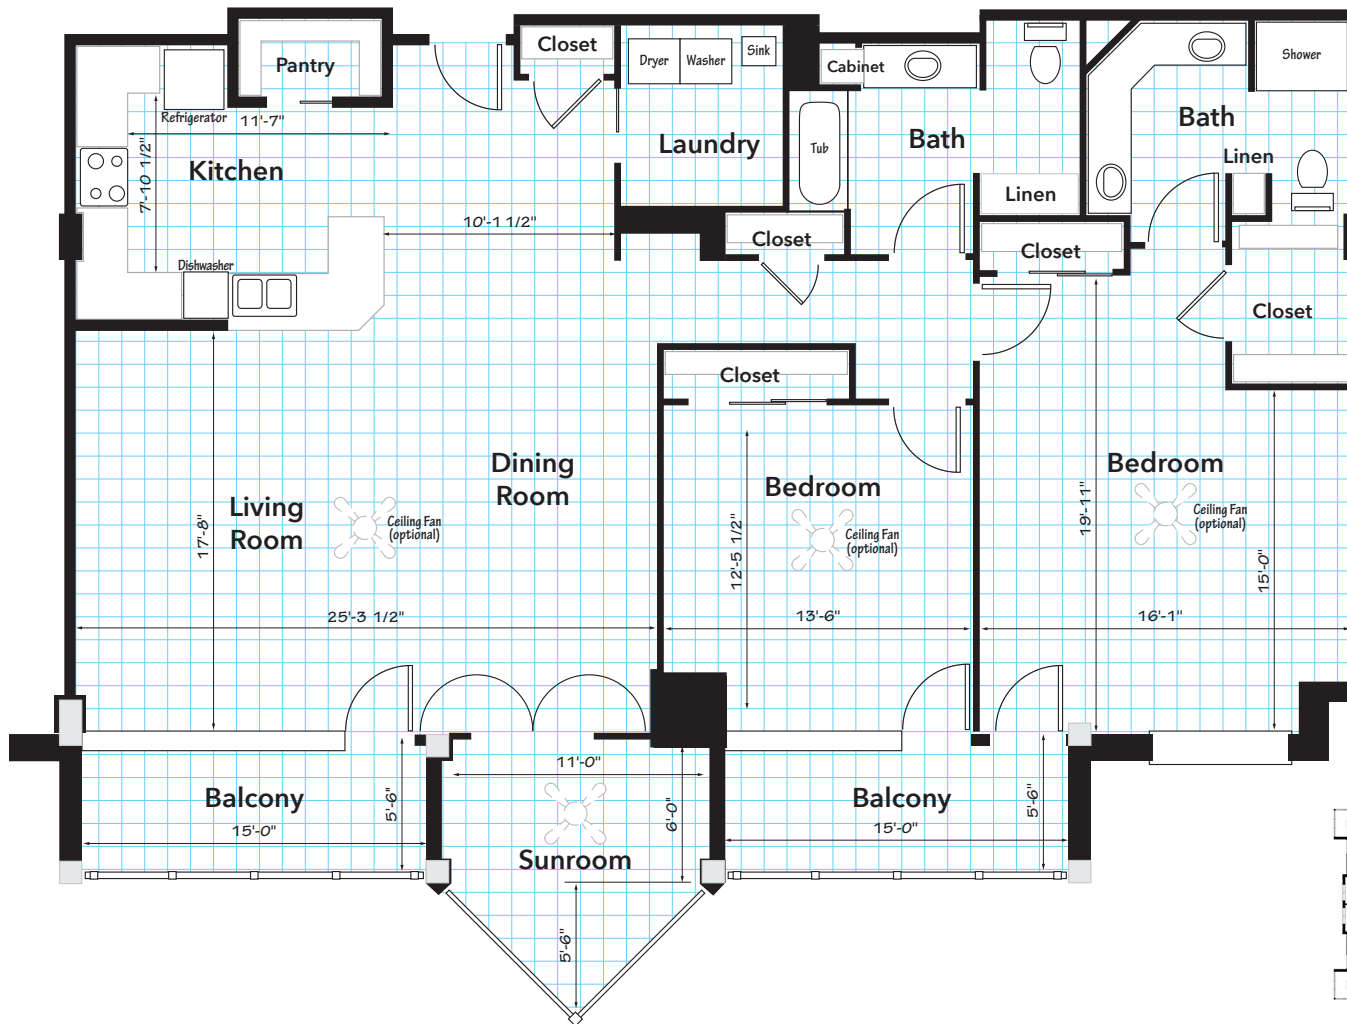 Closet
Dryer
Washer
Sink
Pantry
Refrigerator
Cabinet
Shower
11'-7"
Kitchen
7'-10 1/2"
Laundry
Tub
Bath
Bath
Linen
Linen
10'-1 1/2"
Closet
Closet
Dishwasher
Closet
Closet
Dining
Room
Living
Room
Ceiling Fan
(optional)
17'-8"
25'-3 1/2"
Bedroom
Ceiling Fan
(optional)
12'-5 1/2"
13'-6"
Bedroom
Ceiling Fan
(optional)
19'-11"
15'-0"
16'-1"
Balcony
15'-0"
5'-6"
11'-0"
6'-0"
Sunroom
5'-6"
Balcony
15'-0"
5'-6"